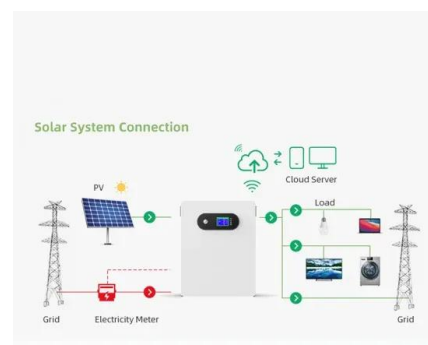 Solar System Connection
Cloud Server
PV
Load
Grid
Electricity Meter
Grid